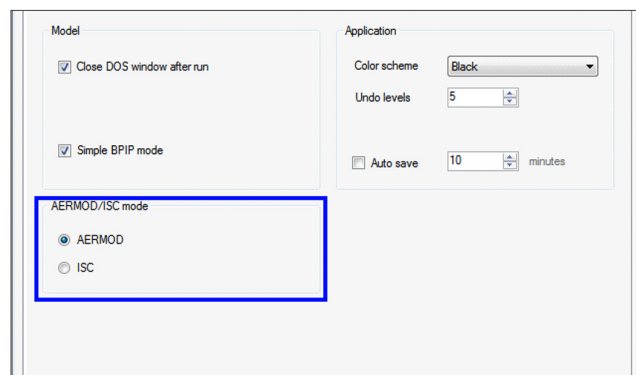 Model
Close DOS window after run
Simple BPIP mode
Application
Color scheme Black
Undo levels 5
Auto save 10 minutes
AERMOD/ISC mode
AERMOD
ISC